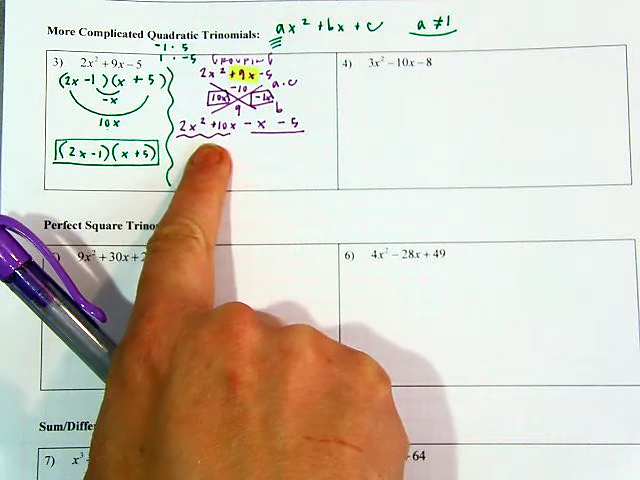 More Complicated Quadratic Trinomials: ax² + bx + c a ≠ 1
3) 2x² + 9x – 5
-1 · 5
1 · -5
(2x - 1)(x + 5)
-x
10x
(2x - 1)(x + 5)
2x² + 9x - 5
-10 a·c
10x -1x
9 b
2x² + 10x - x - 5
4) 3x² – 10x – 8
Perfect Square Trino
9x² + 30x + 2
6) 4x² – 28x + 49
Sum/Diffe
7) x³
64